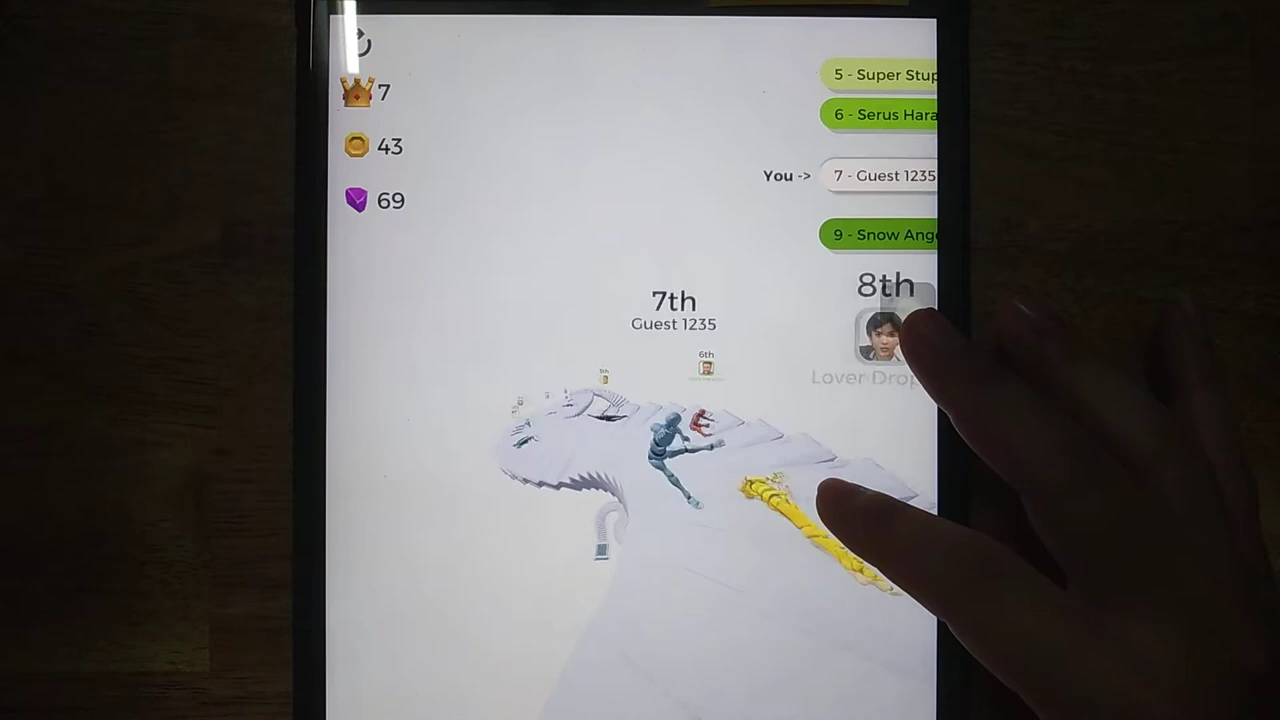 7
43
69
5 - Super Stup
6 - Serus Hara
You -> 7 - Guest 1235
9 - Snow Ange
8th
Lover Drop
7th
Guest 1235
6th
5th